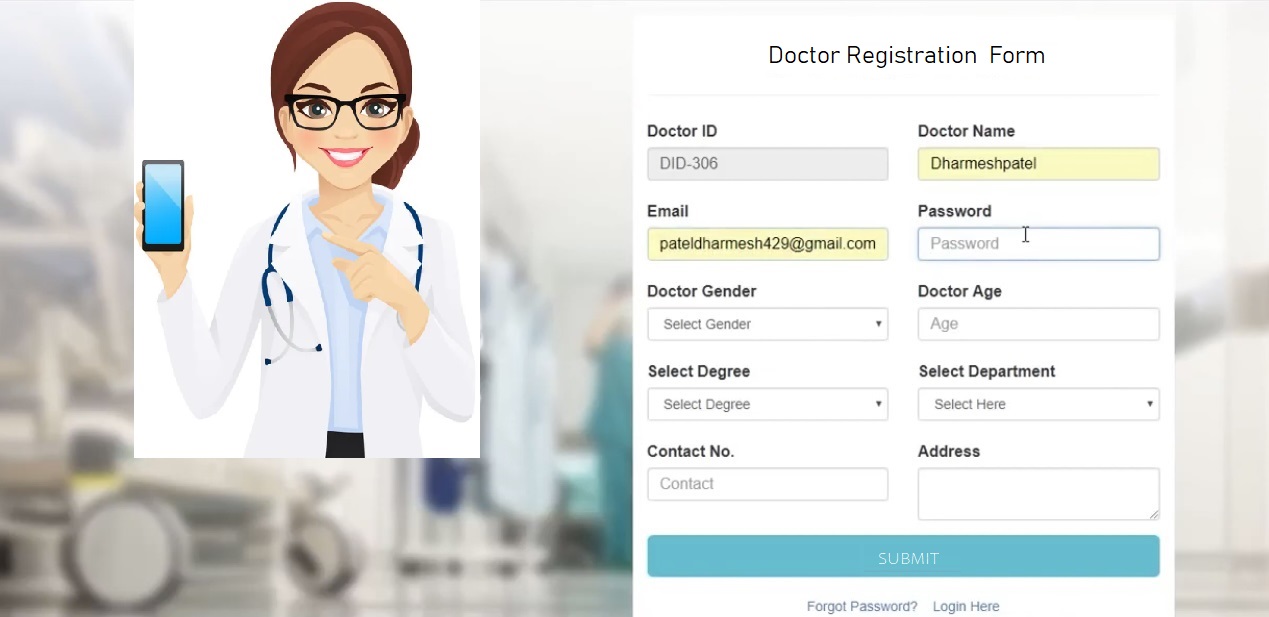 Doctor Registration Form
Doctor ID Doctor Name
DID-306 Dharmeshpatel
Email Password
pateldharmesh429@gmail.com Password
Doctor Gender Doctor Age
Select Gender Age
Select Degree Select Department
Select Degree Select Here
Contact No. Address
Contact
SUBMIT
Forgot Password? Login Here